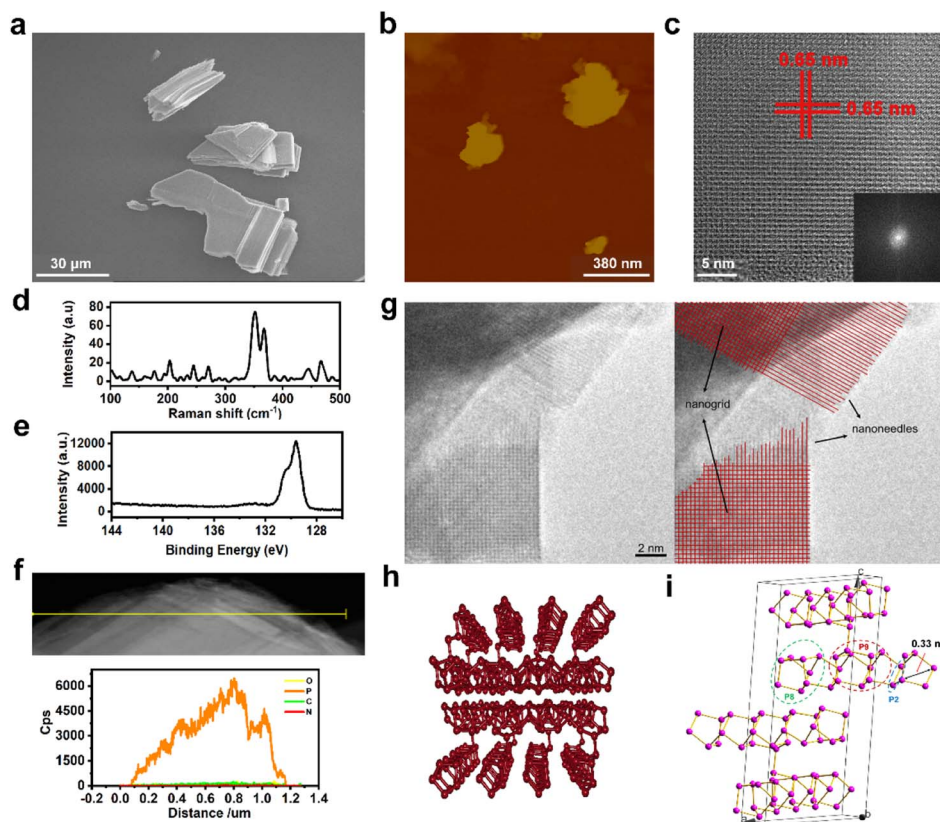 a
30 µm
b
380 nm
c
0.65 nm
0.65 nm
5 nm
d
Intensity (a.u)
80
60
40
20
0
100 200 300 400 500
Raman shift (cm⁻¹)
e
Intensity (a.u.)
12000
8000
4000
0
144 140 136 132 128
Binding Energy (eV)
f
Cps
6000
4500
3000
1500
0
O
P
C
N
-0.2 0.0 0.2 0.4 0.6 0.8 1.0 1.2 1.4
Distance /um
g
2 nm
nanogrid
nanoneedles
h
i
C
0.33 n
P9
P8
P2